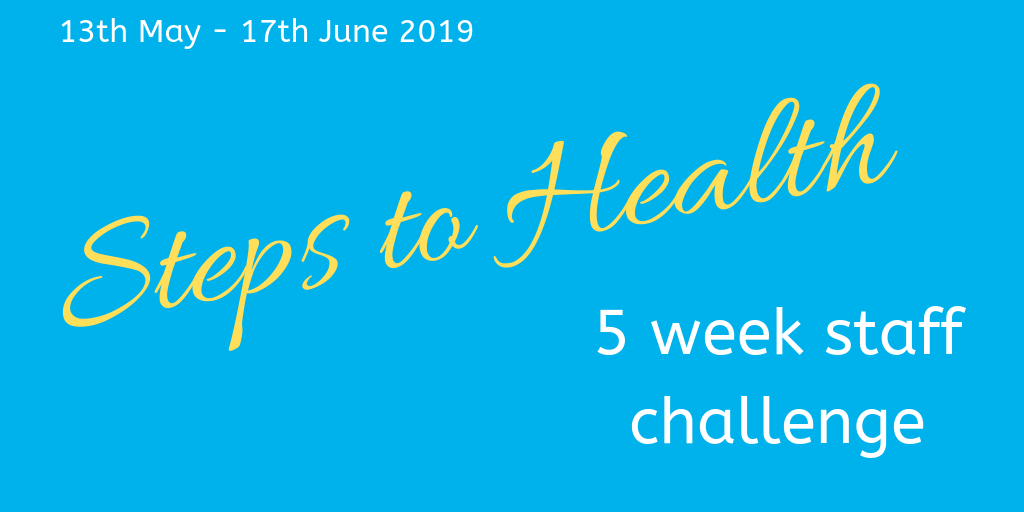 13th May - 17th June 2019
Steps to Health
5 week staff
challenge